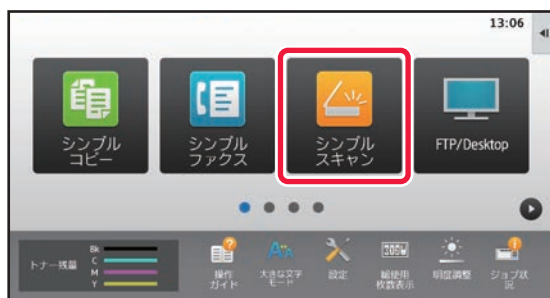 13:06
シンプル
コピー
シンプル
ファクス
シンプル
スキャン
FTP/Desktop
トナー残量
Bk
C
M
Y
操作
ガイド
大きな文字
モード
設定
総使用
枚数表示
明度調整
ジョブ状
況